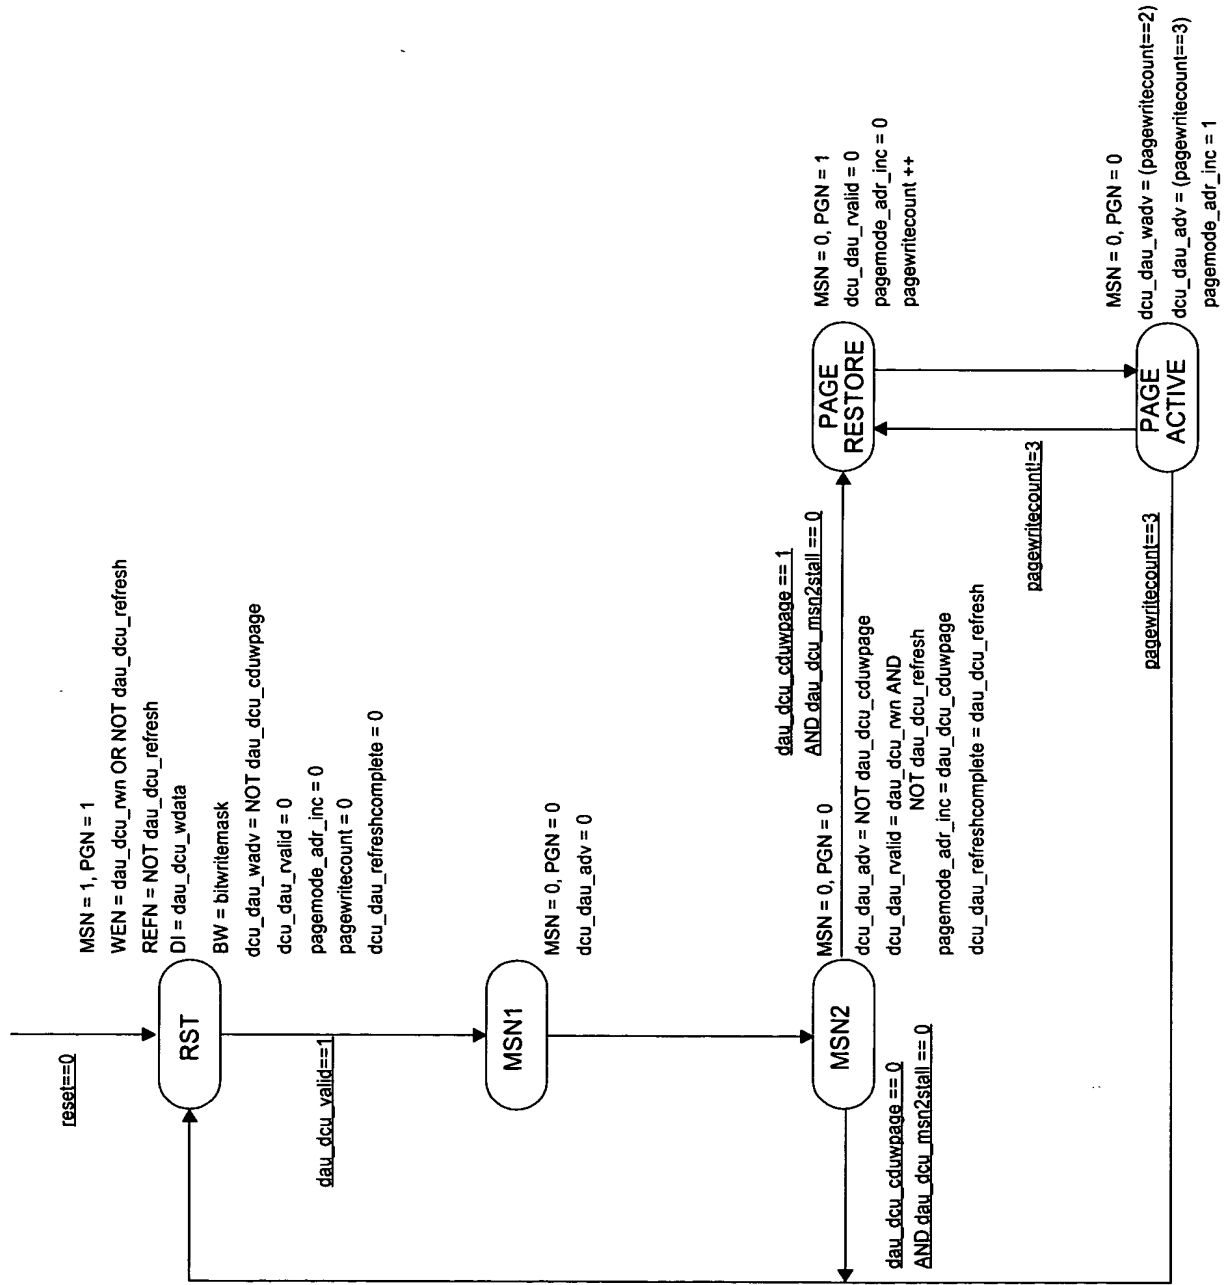 reset==0
RST
MSN = 1, PGN = 1
WEN = dau_dcu_rwn OR NOT dau_dcu_refresh
REFN = NOT dau_dcu_refresh
DI = dau_dcu_wdata
BW = bitwritemask
dcu_dau_wadv = NOT dau_dcu_cduwpage
dcu_dau_rvalid = 0
pagemode_adr_inc = 0
pagewritecount = 0
dcu_dau_refreshcomplete = 0
dau_dcu_valid==1
MSN1
MSN = 0, PGN = 0
dcu_dau_adv = 0
MSN2
MSN = 0, PGN = 0
dcu_dau_adv = NOT dau_dcu_cduwpage
dcu_dau_rvalid = dau_dcu_rwn AND
NOT dau_dcu_refresh
pagemode_adr_inc = dau_dcu_cduwpage
dcu_dau_refreshcomplete = dau_dcu_refresh
dau_dcu_cduwpage == 0
AND dau_dcu_msn2stall == 0
dau_dcu_cduwpage == 1
AND dau_dcu_msn2stall == 0
PAGE
RESTORE
MSN = 0, PGN = 1
dcu_dau_rvalid = 0
pagemode_adr_inc = 0
pagewritecount ++
pagewritecount!=3
pagewritecount==3
PAGE
ACTIVE
MSN = 0, PGN = 0
dcu_dau_wadv = (pagewritecount==2)
dcu_dau_adv = (pagewritecount==3)
pagemode_adr_inc = 1